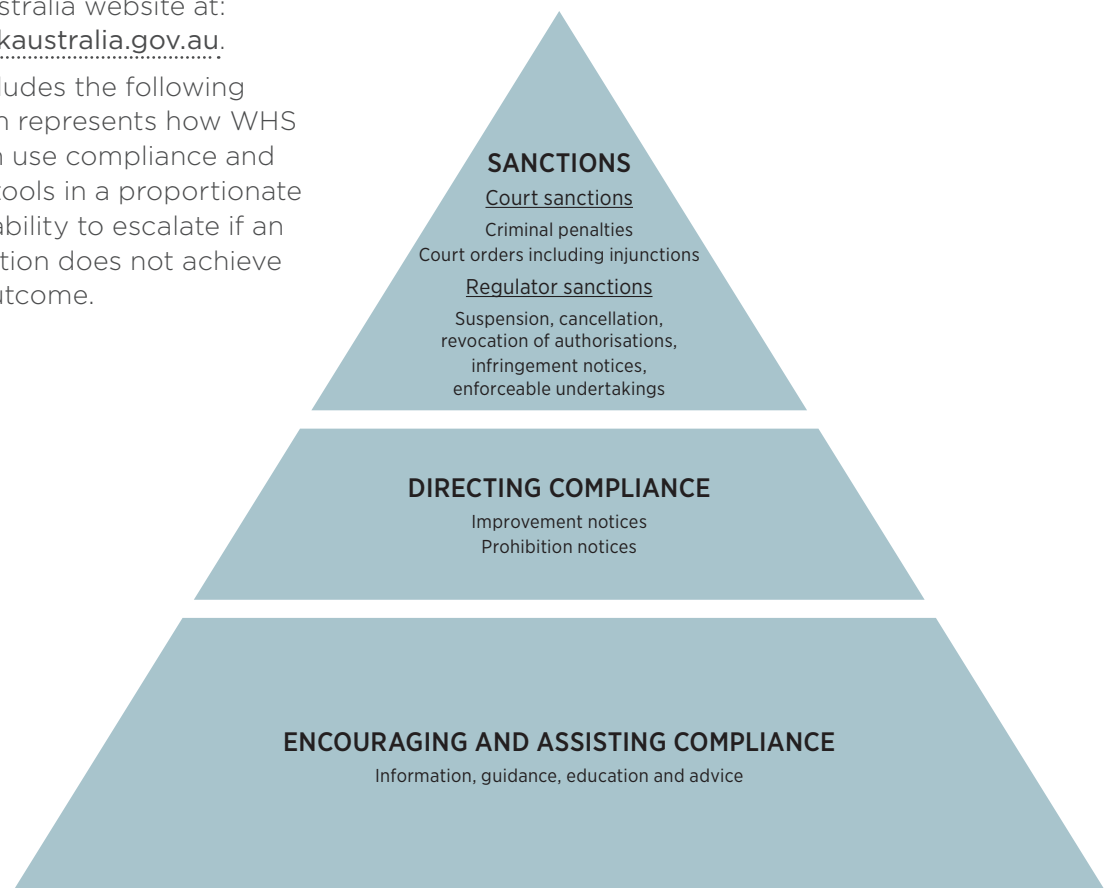 stralia website at:
kaustralia.gov.au.
ludes the following
n represents how WHS
n use compliance and
tools in a proportionate
ability to escalate if an
tion does not achieve
utcome.
SANCTIONS
Court sanctions
Criminal penalties
Court orders including injunctions
Regulator sanctions
Suspension, cancellation,
revocation of authorisations,
infringement notices,
enforceable undertakings
DIRECTING COMPLIANCE
Improvement notices
Prohibition notices
ENCOURAGING AND ASSISTING COMPLIANCE
Information, guidance, education and advice